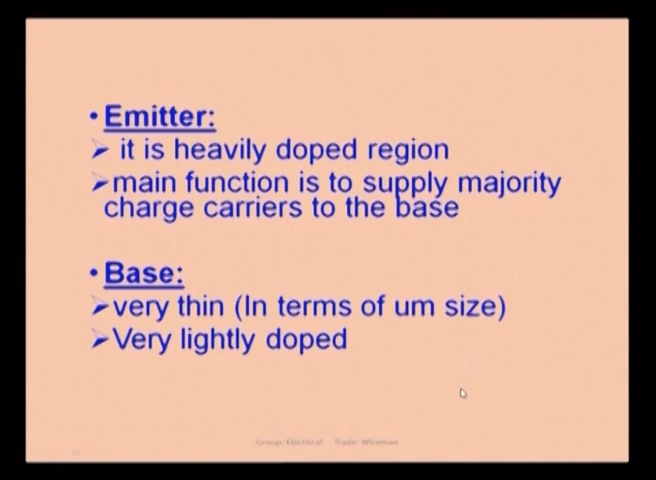 • Emitter:
➢ it is heavily doped region
➢main function is to supply majority
charge carriers to the base
• Base:
➢very thin (In terms of um size)
➢Very lightly doped
Group: Electrical Trade: Wireman